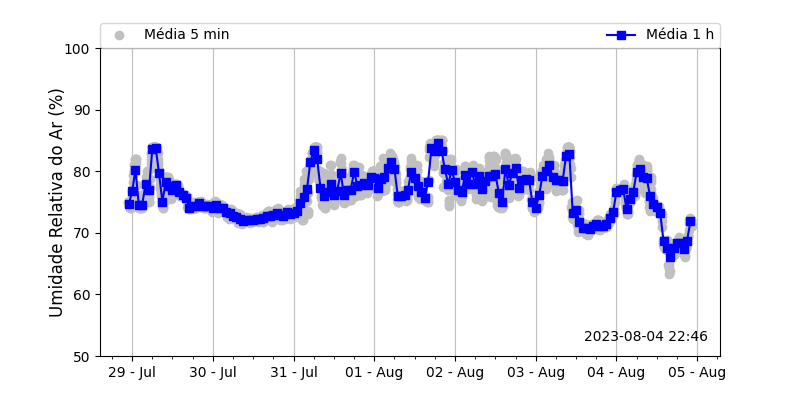 Média 5 min
Média 1 h
Umidade Relativa do Ar (%)
100
90
80
70
60
50
2023-08-04 22:46
29 - Jul
30 - Jul
31 - Jul
01 - Aug
02 - Aug
03 - Aug
04 - Aug
05 - Aug